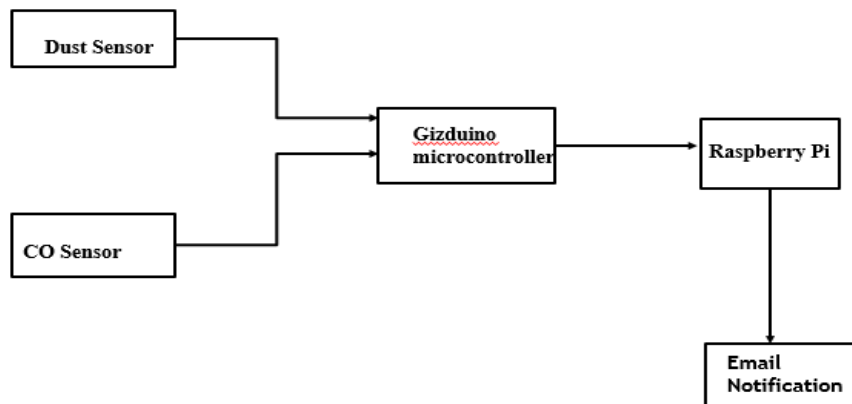 Dust Sensor
Gizduino
microcontroller
Raspberry Pi
CO Sensor
Email
Notification